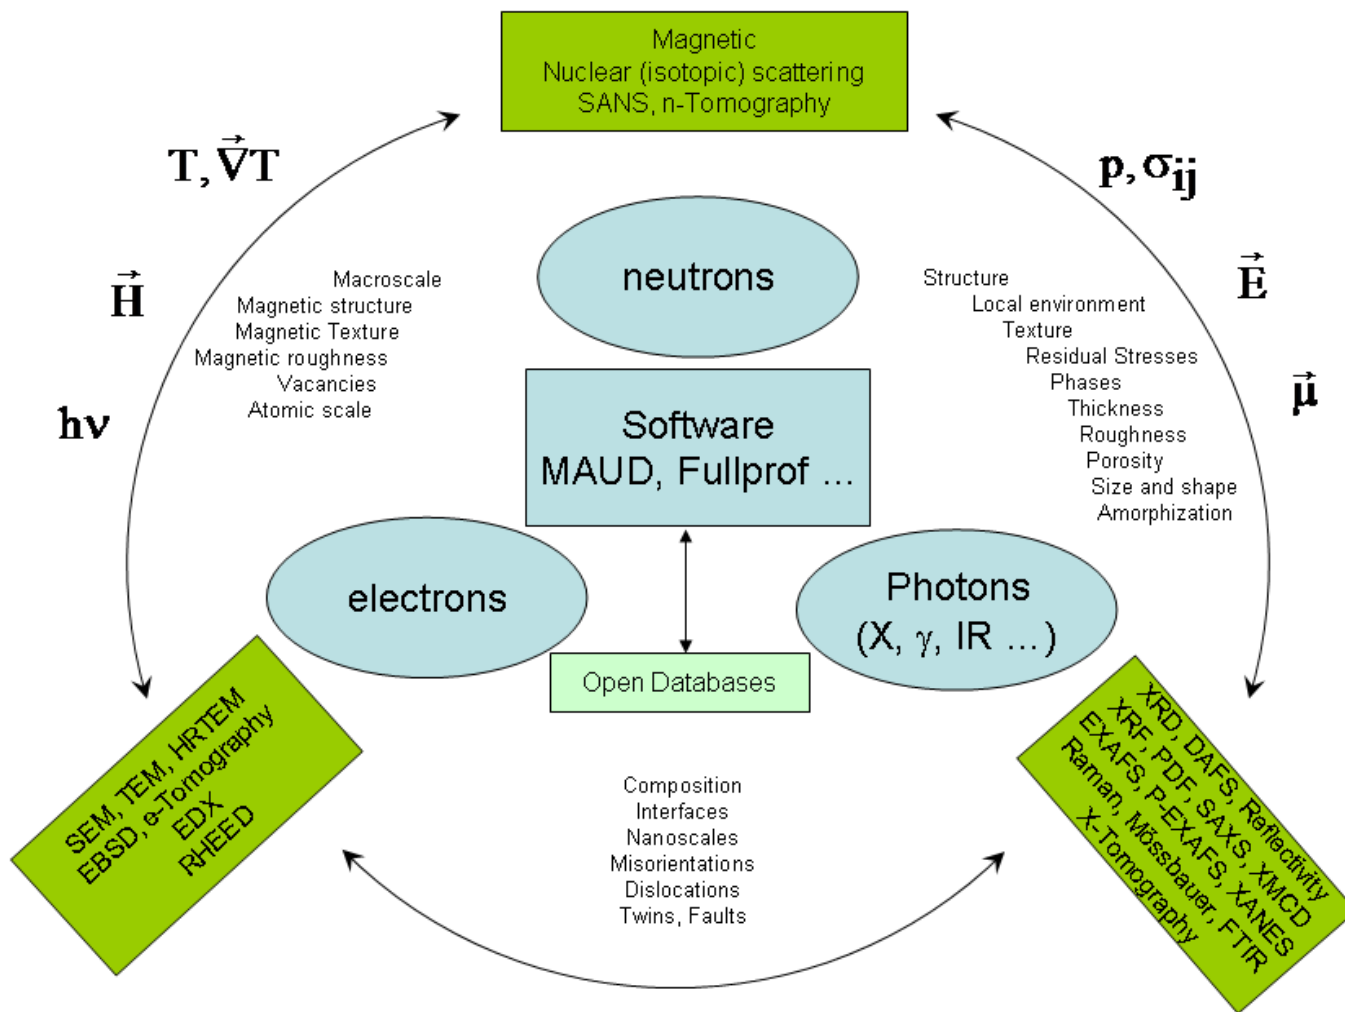 Magnetic
Nuclear (isotopic) scattering
SANS, n-Tomography
T, ∇⃗T
H⃗
hν
p, σij
E⃗
μ⃗
neutrons
Macroscale
Magnetic structure
Magnetic Texture
Magnetic roughness
Vacancies
Atomic scale
Structure
Local environment
Texture
Residual Stresses
Phases
Thickness
Roughness
Porosity
Size and shape
Amorphization
Software
MAUD, Fullprof ...
electrons
Photons
(X, γ, IR ...)
Open Databases
SEM, TEM, HRTEM
EBSD, e-Tomography
EDX
RHEED
Composition
Interfaces
Nanoscales
Misorientations
Dislocations
Twins, Faults
XRD, DAFS, Reflectivity
XRF, PDF, SAXS, XMCD
EXAFS, P-EXAFS, XANES
Raman, Mössbauer, FTIR
X-Tomography